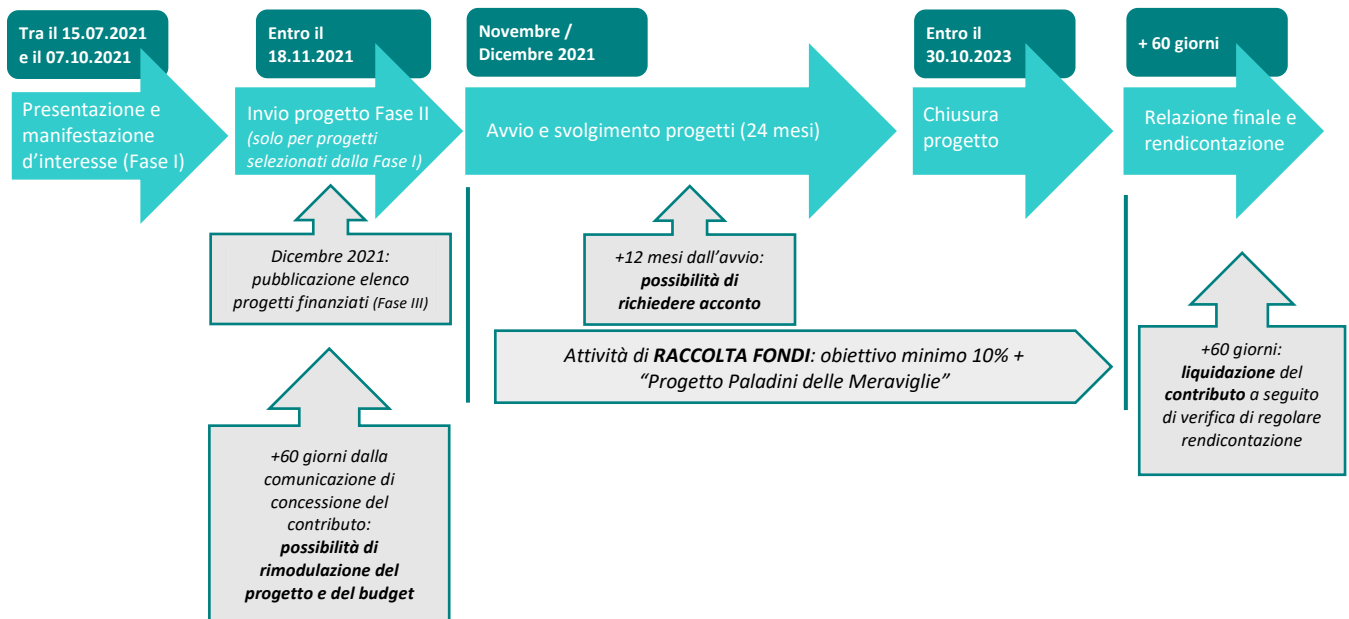 Tra il 15.07.2021
e il 07.10.2021
Entro il
18.11.2021
Novembre /
Dicembre 2021
Entro il
30.10.2023
+ 60 giorni
Presentazione e
manifestazione
d’interesse (Fase I)
Invio progetto Fase II
(solo per progetti
selezionati dalla Fase I)
Avvio e svolgimento progetti (24 mesi)
Chiusura
progetto
Relazione finale e
rendicontazione
Dicembre 2021:
pubblicazione elenco
progetti finanziati (Fase III)
+12 mesi dall’avvio:
possibilità di
richiedere acconto
Attività di RACCOLTA FONDI: obiettivo minimo 10% +
“Progetto Paladini delle Meraviglie”
+60 giorni:
liquidazione del
contributo a seguito
di verifica di regolare
rendicontazione
+60 giorni dalla
comunicazione di
concessione del
contributo:
possibilità di
rimodulazione del
progetto e del budget